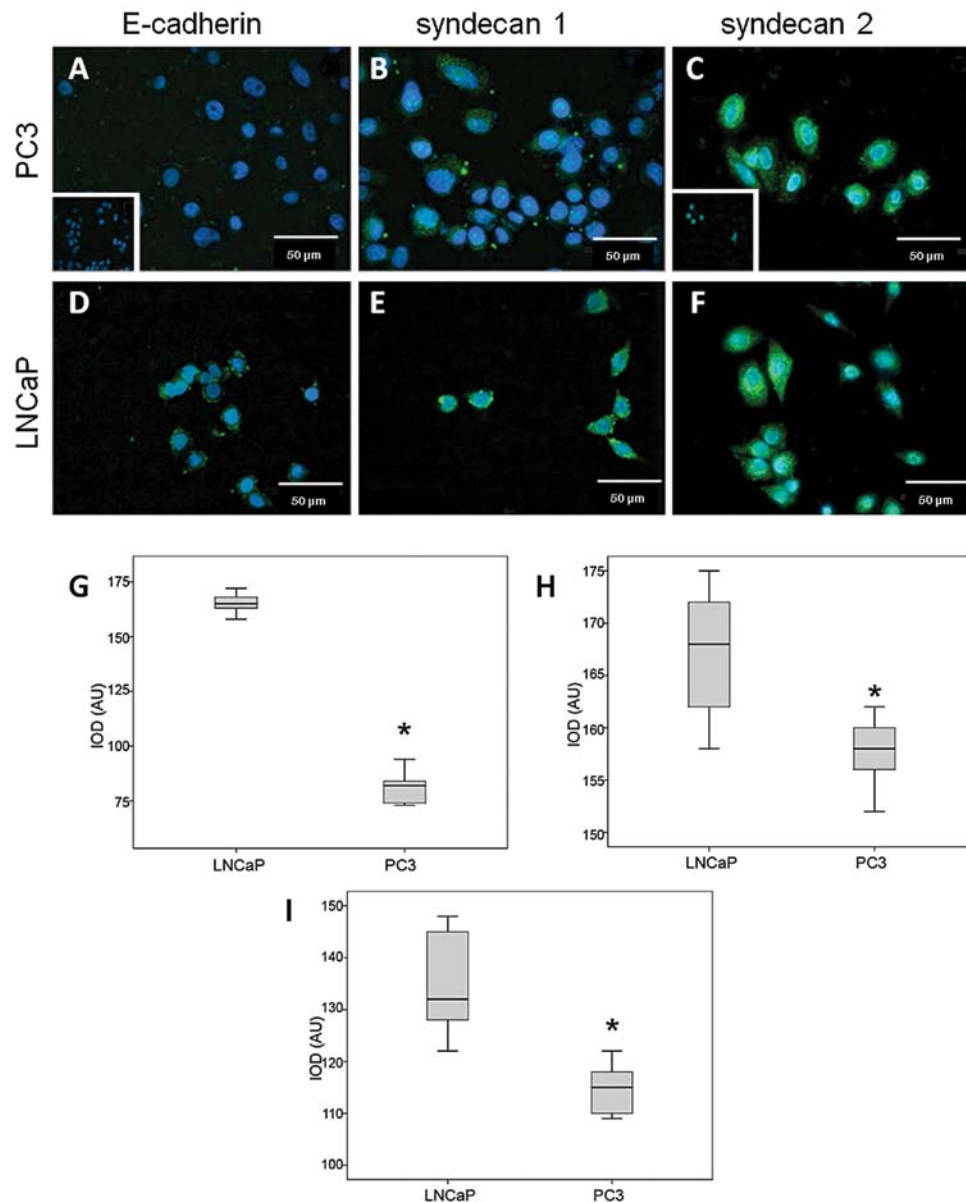 E-cadherin syndecan 1 syndecan 2
PC3
A B C
50 µm 50 µm 50 µm
LNCaP
D E F
50 µm 50 µm 50 µm
G
IOD (AU)
175
150
125
100
75
*
LNCaP PC3
H
IOD (AU)
175
170
165
160
155
150
*
LNCaP PC3
I
IOD (AU)
150
140
130
120
110
100
*
LNCaP PC3